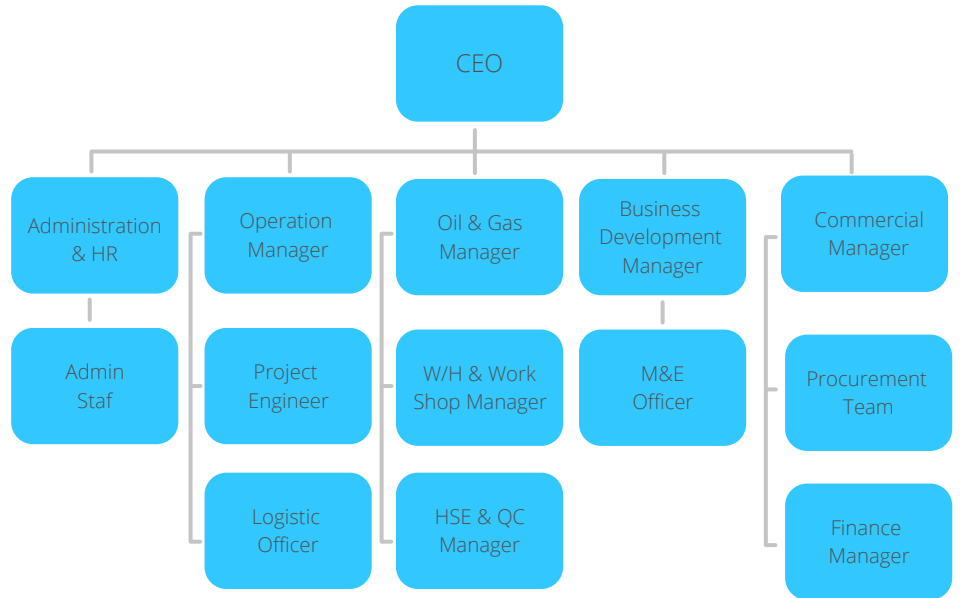 CEO
Administration
& HR
Operation
Manager
Oil & Gas
Manager
Business
Development
Manager
Commercial
Manager
Admin
Staf
Project
Engineer
W/H & Work
Shop Manager
M&E
Officer
Procurement
Team
Logistic
Officer
HSE & QC
Manager
Finance
Manager